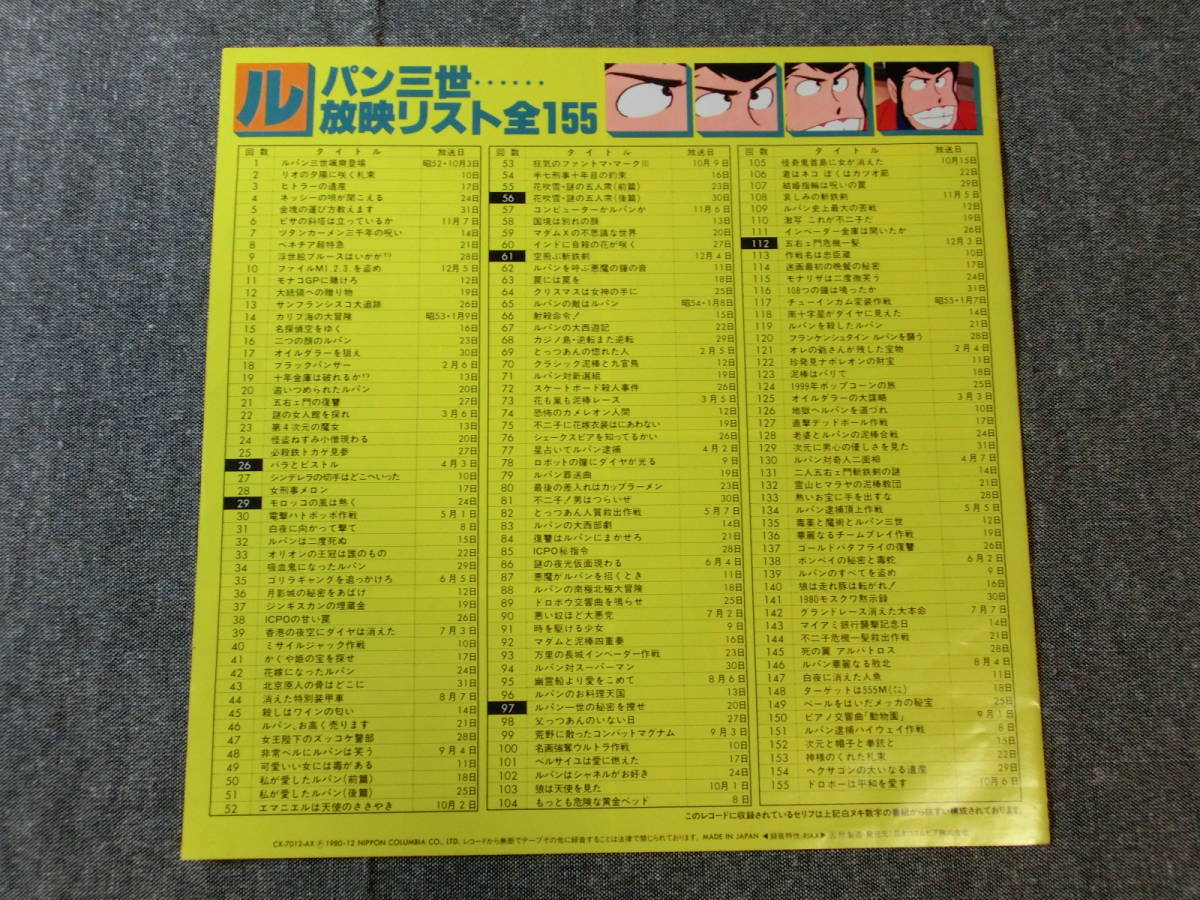 ル パン三世‥‥‥
放映リスト全155
回数 タイトル 放送日
1 ルパン三世颯爽登場 昭52・10月3日
2 リオの夕陽に咲く札束 10日
3 ヒトラーの遺産 17日
4 ネッシーの唄が聞こえる 24日
5 金塊の運び方教えます 31日
6 ピサの斜塔は立っているか 11月7日
7 ツタンカーメン三千年の呪い 14日
8 ベネチア超特急 21日
9 浮世絵ブルースはいかが!? 28日
10 ファイルM1.2.3.を盗め 12月5日
11 モナコGPに賭けろ 12日
12 大統領への贈り物 19日
13 サンフランシスコ大追跡 26日
14 カリブ海の大冒険 昭53・1月9日
15 名探偵空をゆく 16日
16 二つの顔のルパン 23日
17 オイルダラーを狙え 30日
18 ブラックパンサー 2月6日
19 十年金庫は破れるか!? 13日
20 追いつめられたルパン 20日
21 五右ェ門の復讐 27日
22 謎の女人館を探れ 3月6日
23 第4次元の魔女 13日
24 怪盗ねずみ小僧現わる 20日
25 必殺鉄トカゲ見参 27日
26 バラとピストル 4月3日
27 シンデレラの切手はどこへいった 10日
28 女刑事メロン 17日
29 モロッコの風は熱く 24日
30 電撃ハトポッポ作戦 5月1日
31 白夜に向かって撃て 8日
32 ルパンは二度死ぬ 15日
33 オリオンの王冠は誰のもの 22日
34 吸血鬼になったルパン 29日
35 ゴリラギャングを追っかけろ 6月5日
36 月影城の秘密をあばけ 12日
37 ジンギスカンの埋蔵金 19日
38 ICPOの甘い罠 26日
39 香港の夜空にダイヤは消えた 7月3日
40 ミサイルジャック作戦 10日
41 かぐや姫の宝を探せ 17日
42 花嫁になったルパン 24日
43 北京原人の骨はどこに 31日
44 消えた特別装甲車 8月7日
45 殺しはワインの匂い 14日
46 ルパン、お高く売ります 21日
47 女王陛下のズッコケ警部 28日
48 非常ベルにルパンは笑う 9月4日
49 可愛いい女には毒がある 11日
50 私が愛したルパン(前篇) 18日
51 私が愛したルパン(後篇) 25日
52 エマニエルは天使のささやき 10月2日
回数 タイトル 放送日
53 狂気のファントマ・マークIII 10月9日
54 半七刑事十年目の約束 16日
55 花吹雪・謎の五人衆(前篇) 23日
56 花吹雪・謎の五人衆(後篇) 30日
57 コンピューターかルパンか 11月6日
58 国境は別れの顔 13日
59 マダムXの不思議な世界 20日
60 インドに自殺の花が咲く 27日
61 空飛ぶ斬鉄剣 12月4日
62 ルパンを呼ぶ悪魔の鐘の音 11日
63 罠には罠を 18日
64 クリスマスは女神の手に 25日
65 ルパンの敵はルパン 昭54・1月8日
66 射殺命令! 15日
67 ルパンの大西遊記 22日
68 カジノ島・逆転また逆転 29日
69 とっつあんの惚れた人 2月5日
70 クラシック泥棒と九官鳥 12日
71 ルパン対新選組 19日
72 スケートボード殺人事件 26日
73 花も嵐も泥棒レース 3月5日
74 恐怖のカメレオン人間 12日
75 不二子に花嫁衣装はにあわない 19日
76 シェークスピアを知ってるかい 26日
77 星占いでルパン逮捕 4月2日
78 ロボットの瞳にダイヤが光る 9日
79 ルパン葬送曲 19日
80 最後の差入れはカップラーメン 23日
81 不二子!男はつらいぜ 30日
82 とっつあん人質救出作戦 5月7日
83 ルパンの大西部劇 14日
84 復讐はルパンにまかせろ 21日
85 ICPO秘指令 28日
86 謎の夜光仮面現わる 6月4日
87 悪魔がルパンを招くとき 11日
88 ルパンの南極北極大冒険 18日
89 ドロボウ交響曲を鳴らせ 25日
90 悪い奴ほど大悪党 7月2日
91 時を駆ける少女 9日
92 マダムと泥棒四重奏 16日
93 万里の長城インベーダー作戦 23日
94 ルパン対スーパーマン 30日
95 幽霊船より愛をこめて 8月6日
96 ルパンのお料理天国 13日
97 ルパン一世の秘密を捜せ 20日
98 父っつあんのいない日 27日
99 荒野に散ったコンバットマグナム 9月3日
100 名画強奪ウルトラ作戦 10日
101 ベルサイユは愛に燃えた 17日
102 ルパンはシャネルがお好き 24日
103 狼は天使を見た 10月1日
104 もっとも危険な黄金ベッド 8日
回数 タイトル 放送日
105 怪奇鬼首島に女が消えた 10月15日
106 君はネコ ぼくはカツオ節 22日
107 結婚指輪は呪いの罠 29日
108 哀しみの斬鉄剣 11月5日
109 ルパン史上最大の苦戦 12日
110 激写 これが不二子だ 19日
111 インベーダー金庫は開いたか 26日
112 五右ェ門危機一髪 12月3日
113 作戦名は忠臣蔵 10日
114 迷画最初の晩餐の秘密 17日
115 モナリザは二度微笑う 24日
116 108つの鐘は鳴ったか 31日
117 チューインガム変装作戦 昭55・1月7日
118 南十字星がダイヤに見えた 14日
119 ルパンを殺したルパン 21日
120 フランケンシュタイン ルパンを襲う 28日
121 オレの爺さんが残した宝物 2月4日
122 珍発見ナポレオンの財宝 11日
123 泥棒はパリで 18日
124 1999年ポップコーンの旅 25日
125 オイルダラーの大謀略 3月3日
126 地獄へルパンを道づれ 10日
127 直撃デッドボール作戦 17日
128 老婆とルパンの泥棒合戦 24日
129 次元に男心の優しさを見た 31日
130 ルパン対奇人二面相 4月7日
131 二人五右ェ門斬鉄剣の謎 14日
132 雪山ヒマラヤの泥棒教団 21日
133 熱いお宝に手を出すな 28日
134 ルパン逮捕頂上作戦 5月5日
135 毒薬と魔術とルパン三世 12日
136 華麗なるチームプレイ作戦 19日
137 ゴールドバタフライの復讐 26日
138 ポンペイの秘宝と毒蛇 6月2日
139 ルパンのすべてを盗め 9日
140 狼は走れ豚は転がれ! 16日
141 1980モスクワ黙示録 30日
142 グランドレース消えた大本命 7月7日
143 マイアミ銀行襲撃記念日 14日
144 不二子危機一髪救出作戦 21日
145 死の翼 アルバトロス 28日
146 ルパン華麗なる敗北 8月4日
147 白夜に消えた人魚 11日
148 ターゲットは555M 18日
149 ベールをはいだメッカの秘宝 25日
150 ピアノ交響曲「動物園」 9月1日
151 ルパン逮捕ハイウェイ作戦 8日
152 次元と帽子と拳銃と 15日
153 神様のくれた札束 22日
154 ヘクサゴンの大いなる遺産 29日
155 ドロボーは平和を愛す 10月6日
このレコードに収録されているセリフは上記白ヌキ数字の番組から抜すい構成されております。
CX-7012-AX Ⓟ 1980・12 NIPPON COLUMBIA CO., LTD. レコードから無断でテープその他に録音することは法律で禁じられております。 MADE IN JAPAN ◀録音特性:RIAA▶